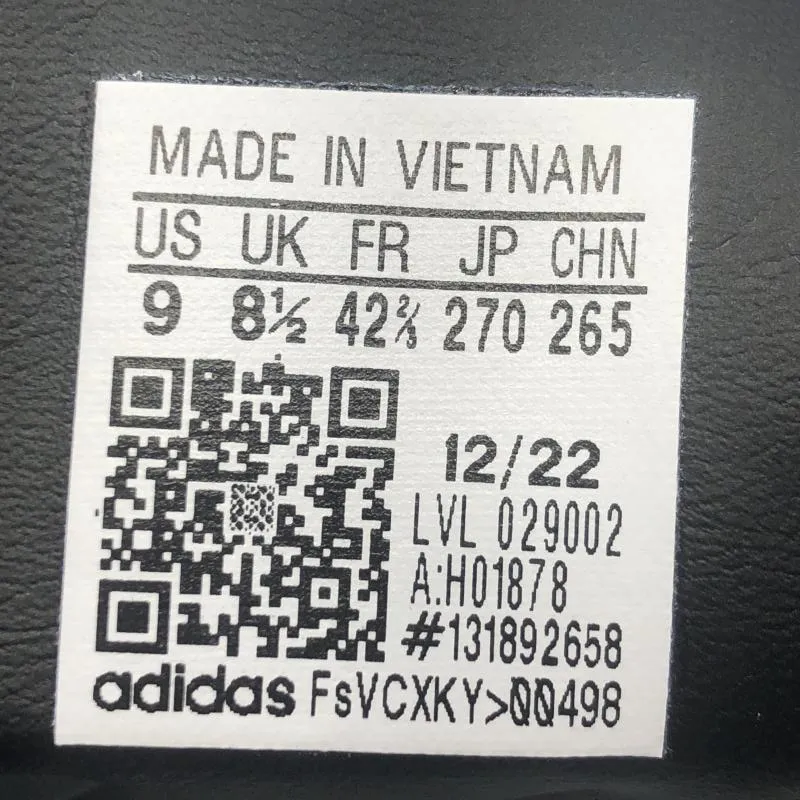 MADE IN VIETNAM
US UK FR JP CHN
9 8½ 42⅔ 270 265
12/22
LVL 029002
A:H01878
#131892658
adidas FsVCXKY>00498